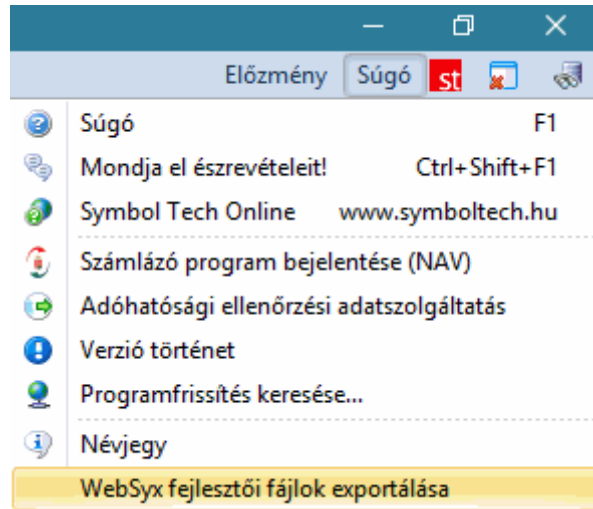 Előzmény Súgó st
Súgó F1
Mondja el észrevételeit! Ctrl+Shift+F1
Symbol Tech Online www.symboltech.hu
Számlázó program bejelentése (NAV)
Adóhatósági ellenőrzési adatszolgáltatás
Verzió történet
Programfrissítés keresése...
Névjegy
WebSyx fejlesztői fájlok exportálása